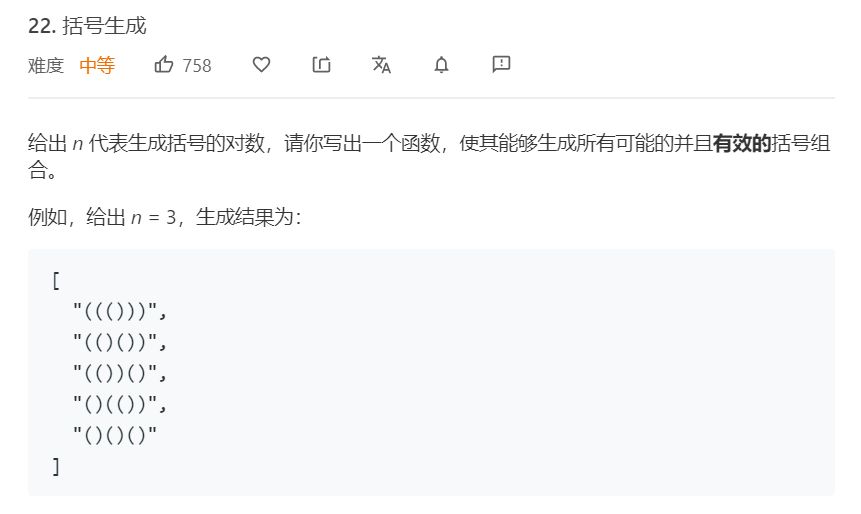 22. 括号生成
难度 中等 758
给出 n 代表生成括号的对数，请你写出一个函数，使其能够生成所有可能的并且有效的括号组
合。
例如，给出 n = 3，生成结果为：
[
"((()))",
"(()())",
"(())()",
"()(())",
"()()()"
]